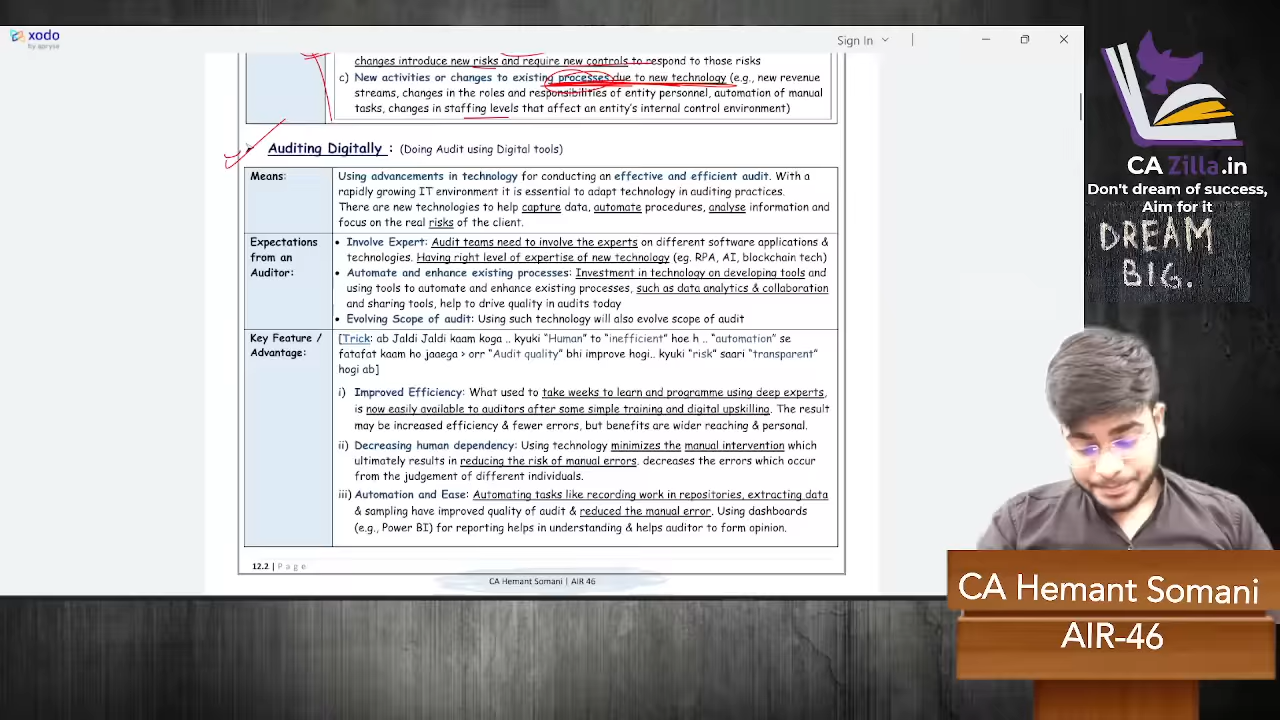 xodo
by apryse
Sign In
changes introduce new risks and require new controls to respond to those risks
c) New activities or changes to existing processes due to new technology (e.g., new revenue
streams, changes in the roles and responsibilities of entity personnel, automation of manual
tasks, changes in staffing levels that affect an entity's internal control environment)
Auditing Digitally : (Doing Audit using Digital tools)
Means:
Using advancements in technology for conducting an effective and efficient audit. With a
rapidly growing IT environment it is essential to adapt technology in auditing practices.
There are new technologies to help capture data, automate procedures, analyse information and
focus on the real risks of the client.
Expectations
from an
Auditor:
• Involve Expert: Audit teams need to involve the experts on different software applications &
technologies. Having right level of expertise of new technology (eg. RPA, AI, blockchain tech)
• Automate and enhance existing processes: Investment in technology on developing tools and
using tools to automate and enhance existing processes, such as data analytics & collaboration
and sharing tools, help to drive quality in audits today
• Evolving Scope of audit: Using such technology will also evolve scope of audit
Key Feature /
Advantage:
[Trick: ab Jaldi Jaldi kaam koga .. kyuki "Human" to "inefficient" hoe h .. "automation" se
fatafat kaam ho jaega > orr "Audit quality" bhi improve hogi.. kyuki "risk" saari "transparent"
hogi ab]
i) Improved Efficiency: What used to take weeks to learn and programme using deep experts,
is now easily available to auditors after some simple training and digital upskilling. The result
may be increased efficiency & fewer errors, but benefits are wider reaching & personal.
ii) Decreasing human dependency: Using technology minimizes the manual intervention which
ultimately results in reducing the risk of manual errors. decreases the errors which occur
from the judgement of different individuals.
iii) Automation and Ease: Automating tasks like recording work in repositories, extracting data
& sampling have improved quality of audit & reduced the manual error. Using dashboards
(e.g., Power BI) for reporting helps in understanding & helps auditor to form opinion.
12.2 | Page
CA Hemant Somani | AIR 46
CA Zilla.in
Don't dream of success,
Aim for it
DREAM
BIG.
CA Hemant Somani
AIR-46